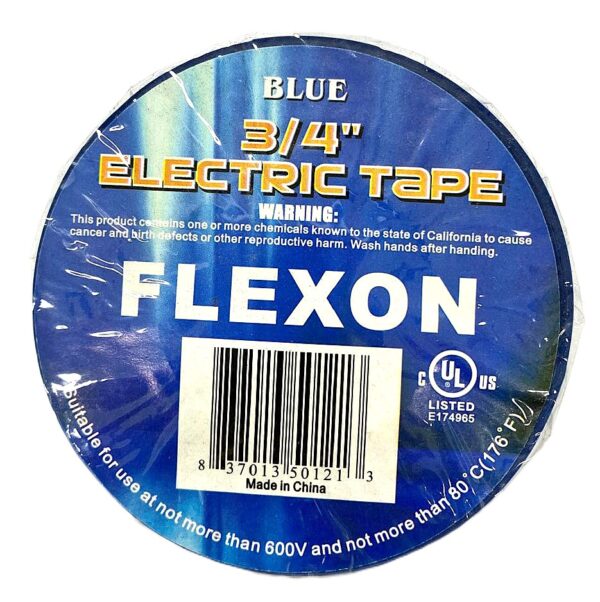 BLUE
3/4"
ELECTRIC TAPE
WARNING:
This product contains one or more chemicals known to the state of California to cause
cancer and birth defects or other reproductive harm. Wash hands after handing.
FLEXON
C UL US
LISTED
E174965
8 37013 50121 3
Made in China
Suitable for use at not more than 600V and not more than 80°C(176°F)